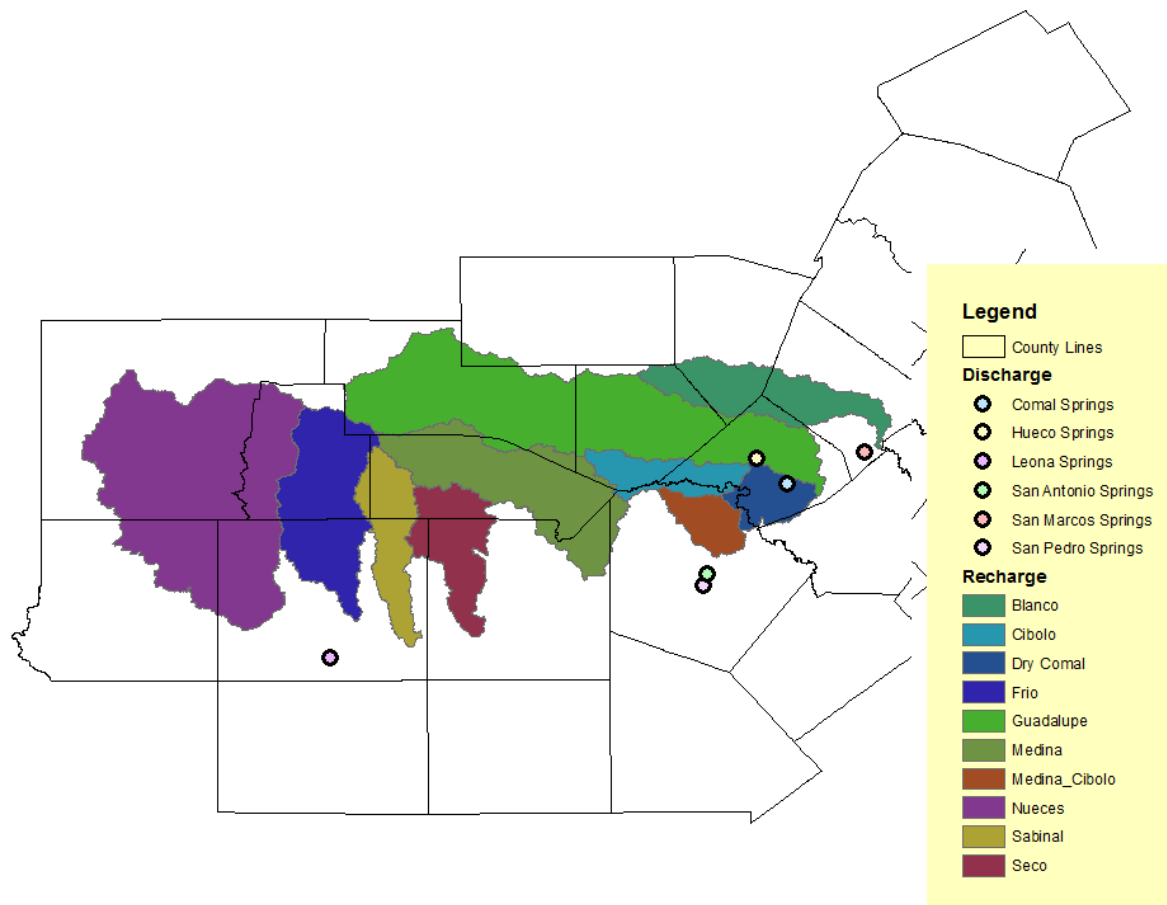 Legend
County Lines
Discharge
Comal Springs
Hueco Springs
Leona Springs
San Antonio Springs
San Marcos Springs
San Pedro Springs
Recharge
Blanco
Cibolo
Dry Comal
Frio
Guadalupe
Medina
Medina_Cibolo
Nueces
Sabinal
Seco